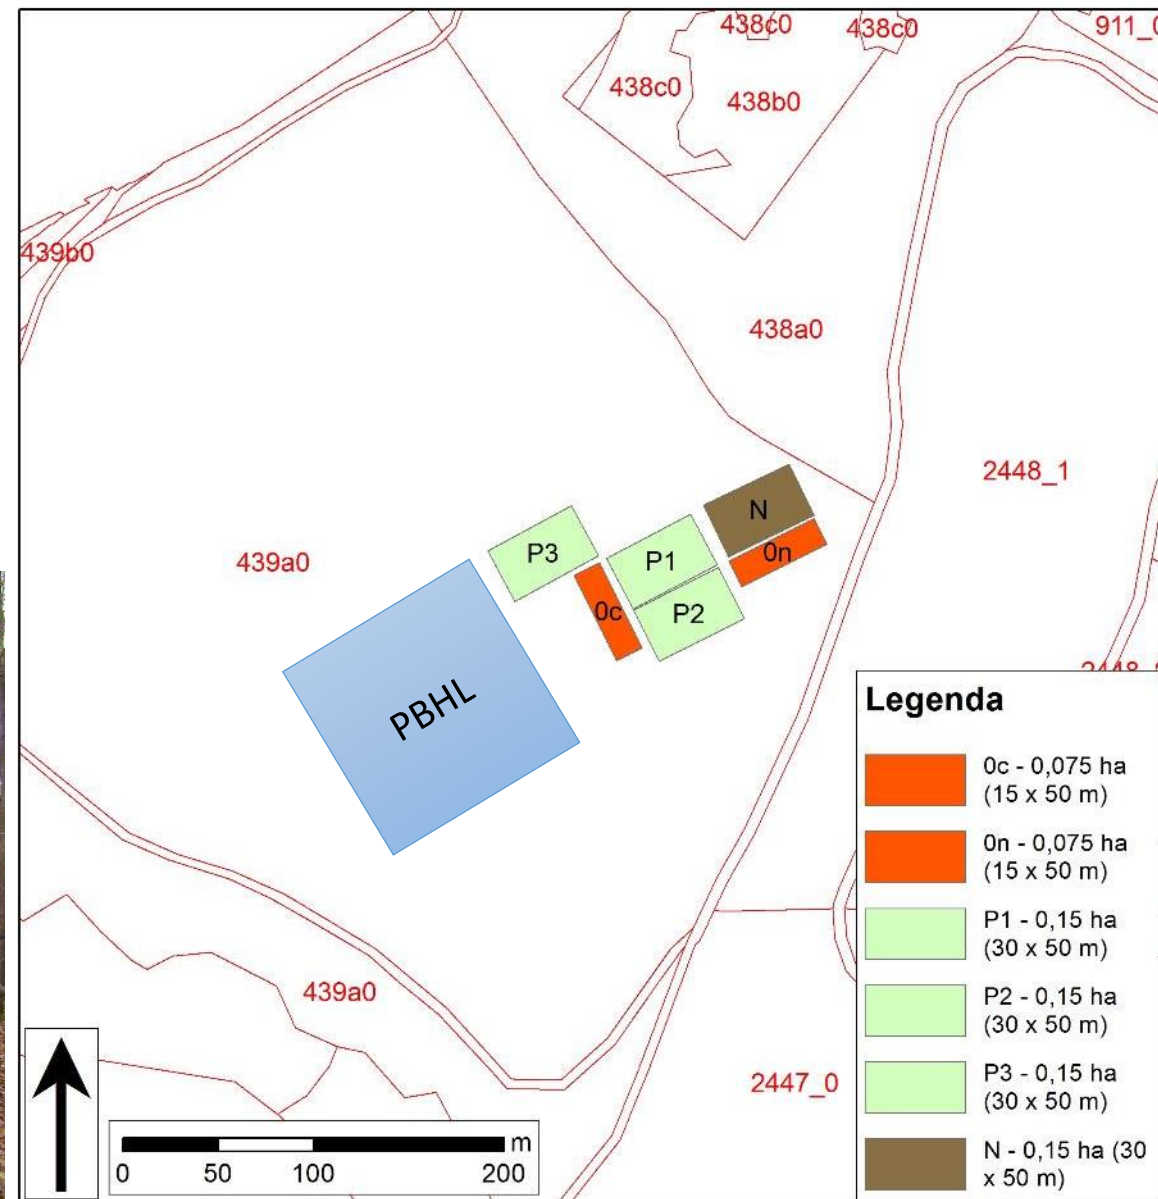 438c0
438c0
911_0
438c0
438b0
439b0
438a0
2448_1
N
0n
P3
P1
439a0
0c
P2
PBHL
Legenda
0c - 0,075 ha
(15 x 50 m)
0n - 0,075 ha
(15 x 50 m)
P1 - 0,15 ha
(30 x 50 m)
P2 - 0,15 ha
(30 x 50 m)
P3 - 0,15 ha
(30 x 50 m)
N - 0,15 ha (30
x 50 m)
439a0
2447_0
m
0 50 100 200